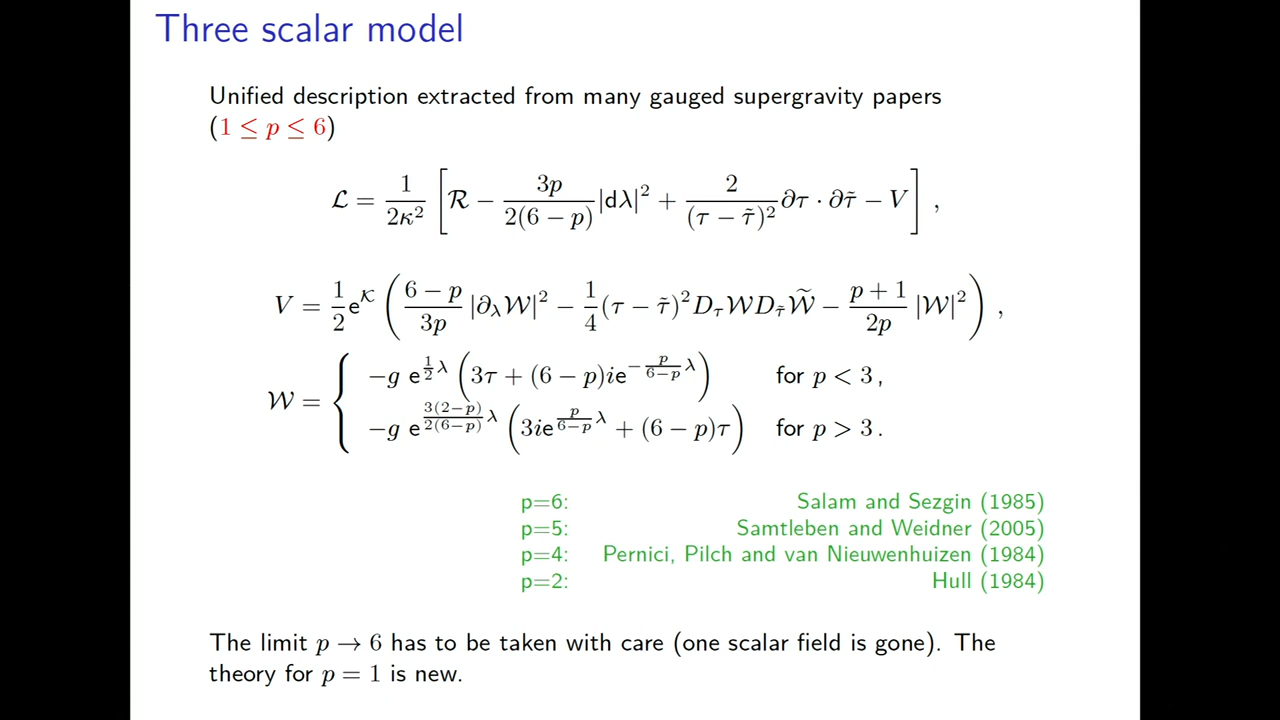 Three scalar model
Unified description extracted from many gauged supergravity papers
(1 ≤ p ≤ 6)
ℒ = 1/(2κ²) [ ℛ − 3p/(2(6 − p)) |dλ|² + 2/(τ − τ̃)² ∂τ · ∂τ̃ − V ] ,
V = 1/2 e^𝒦 ( (6 − p)/(3p) |∂_λ 𝒲|² − 1/4 (τ − τ̃)² D_τ 𝒲 D_τ̃ 𝒲̃ − (p + 1)/(2p) |𝒲|² ) ,
𝒲 = { −g e^{1/2 λ} ( 3τ + (6 − p)ie^{−p/(6−p) λ} ) for p < 3 ,
−g e^{3(2−p)/(2(6−p)) λ} ( 3ie^{p/(6−p) λ} + (6 − p)τ ) for p > 3 .
p=6: Salam and Sezgin (1985)
p=5: Samtleben and Weidner (2005)
p=4: Pernici, Pilch and van Nieuwenhuizen (1984)
p=2: Hull (1984)
The limit p → 6 has to be taken with care (one scalar field is gone). The
theory for p = 1 is new.